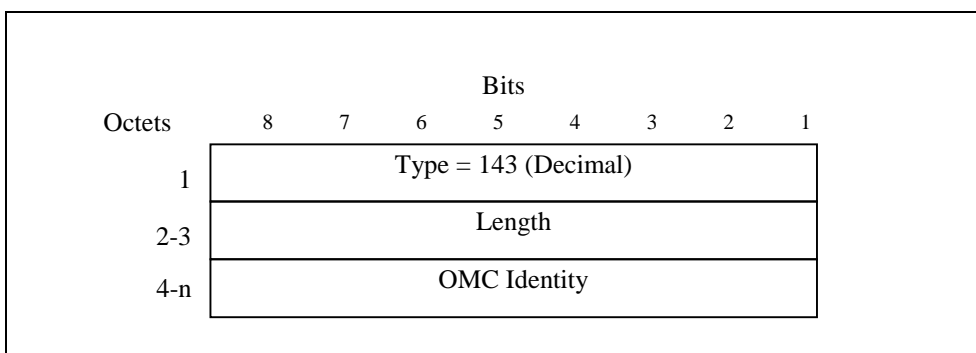 Bits
Octets 8 7 6 5 4 3 2 1
1 Type = 143 (Decimal)
2-3 Length
4-n OMC Identity